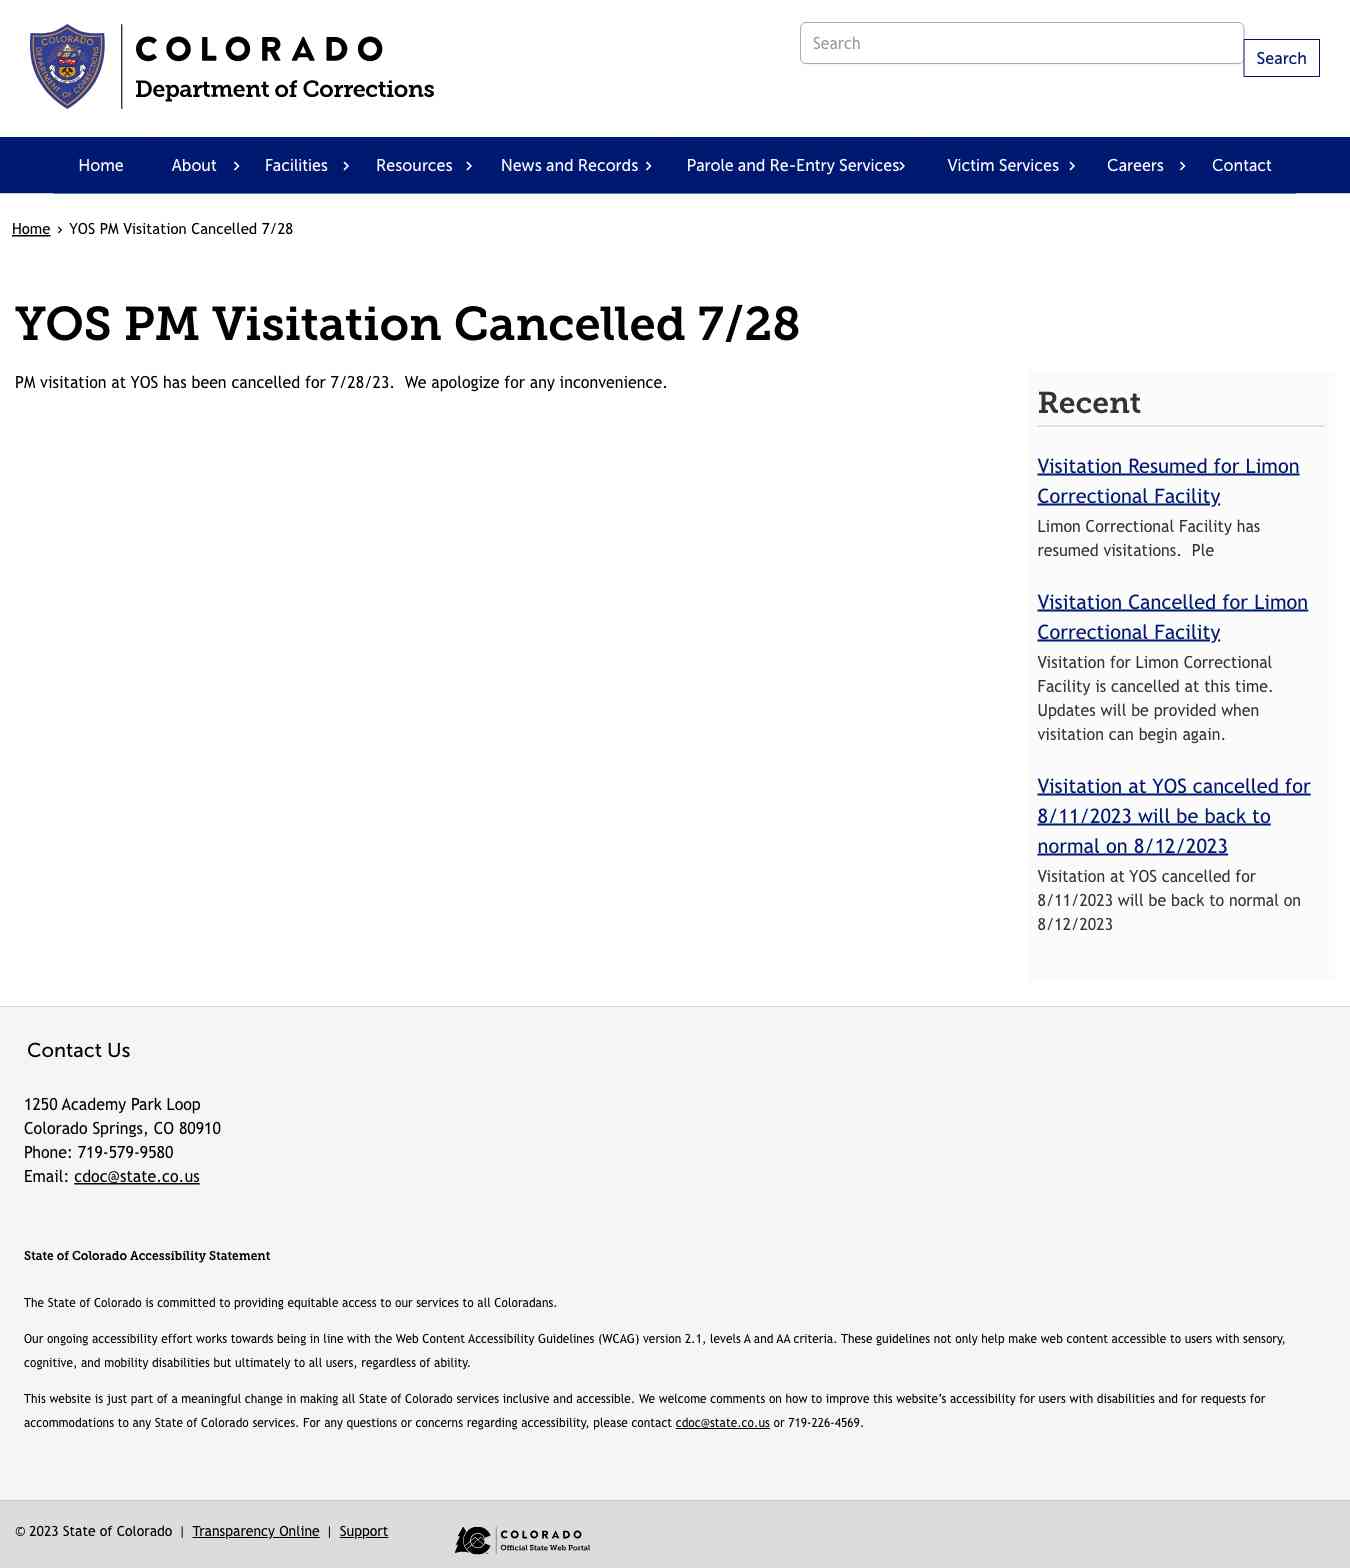 COLORADO
Department of Corrections
Search
Search
Home About Facilities Resources News and Records Parole and Re-Entry Services Victim Services Careers Contact
Home › YOS PM Visitation Cancelled 7/28
YOS PM Visitation Cancelled 7/28
PM visitation at YOS has been cancelled for 7/28/23.  We apologize for any inconvenience.
Recent
Visitation Resumed for Limon
Correctional Facility
Limon Correctional Facility has
resumed visitations.  Ple
Visitation Cancelled for Limon
Correctional Facility
Visitation for Limon Correctional
Facility is cancelled at this time.
Updates will be provided when
visitation can begin again.
Visitation at YOS cancelled for
8/11/2023 will be back to
normal on 8/12/2023
Visitation at YOS cancelled for
8/11/2023 will be back to normal on
8/12/2023
Contact Us
1250 Academy Park Loop
Colorado Springs, CO 80910
Phone: 719-579-9580
Email: cdoc@state.co.us
State of Colorado Accessibility Statement
The State of Colorado is committed to providing equitable access to our services to all Coloradans.
Our ongoing accessibility effort works towards being in line with the Web Content Accessibility Guidelines (WCAG) version 2.1, levels A and AA criteria. These guidelines not only help make web content accessible to users with sensory,
cognitive, and mobility disabilities but ultimately to all users, regardless of ability.
This website is just part of a meaningful change in making all State of Colorado services inclusive and accessible. We welcome comments on how to improve this website's accessibility for users with disabilities and for requests for
accommodations to any State of Colorado services. For any questions or concerns regarding accessibility, please contact cdoc@state.co.us or 719-226-4569.
© 2023 State of Colorado | Transparency Online | Support
COLORADO
Official State Web Portal